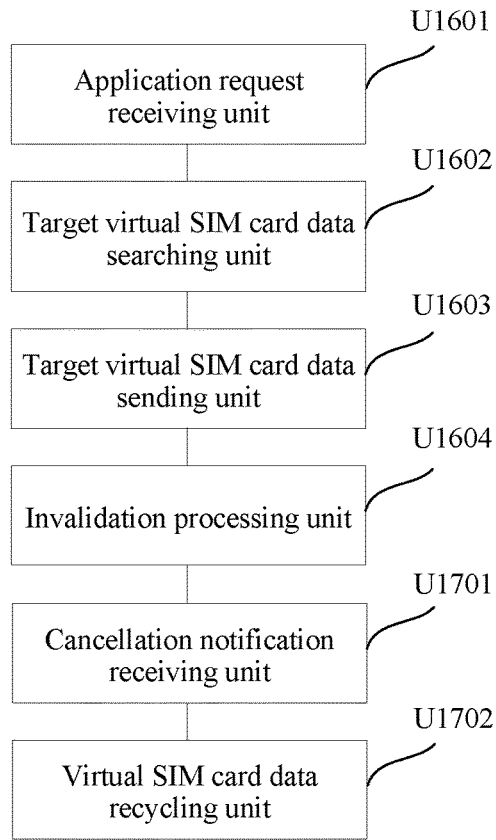 U1601
Application request
receiving unit
U1602
Target virtual SIM card data
searching unit
U1603
Target virtual SIM card data
sending unit
U1604
Invalidation processing unit
U1701
Cancellation notification
receiving unit
U1702
Virtual SIM card data
recycling unit